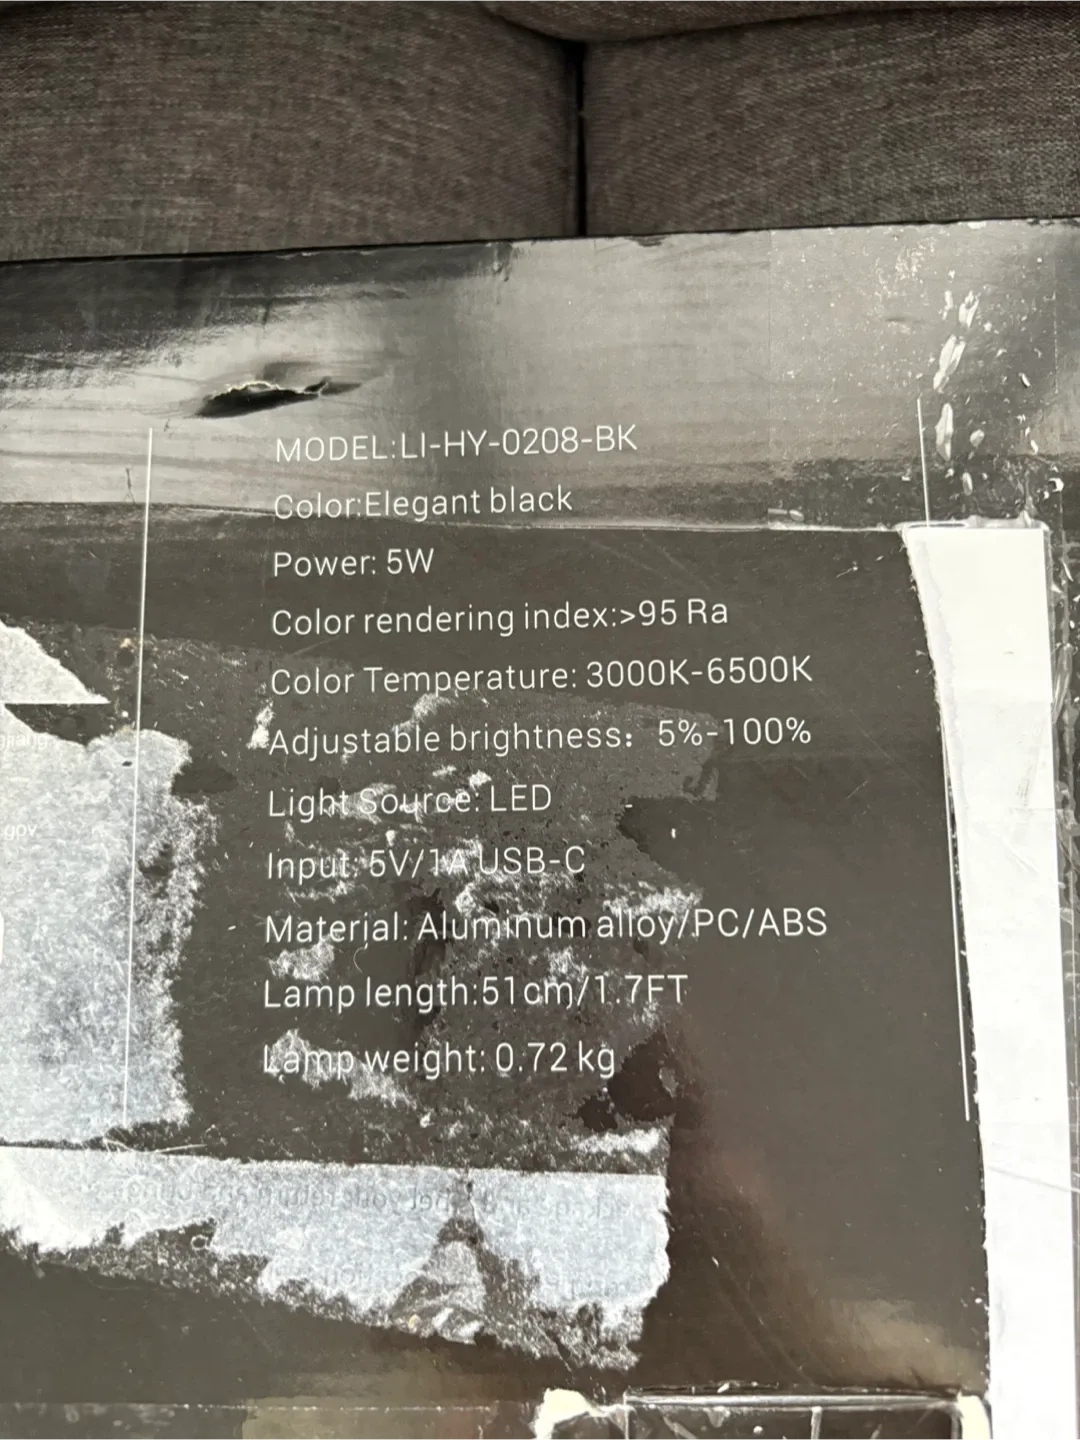 MODEL:LI-HY-0208-BK
Color:Elegant black
Power: 5W
Color rendering index:>95 Ra
Color Temperature: 3000K-6500K
Adjustable brightness: 5%-100%
Light Source: LED
Input: 5V/1A USB-C
Material: Aluminum alloy/PC/ABS
Lamp length:51cm/1.7FT
Lamp weight: 0.72 kg
.gov